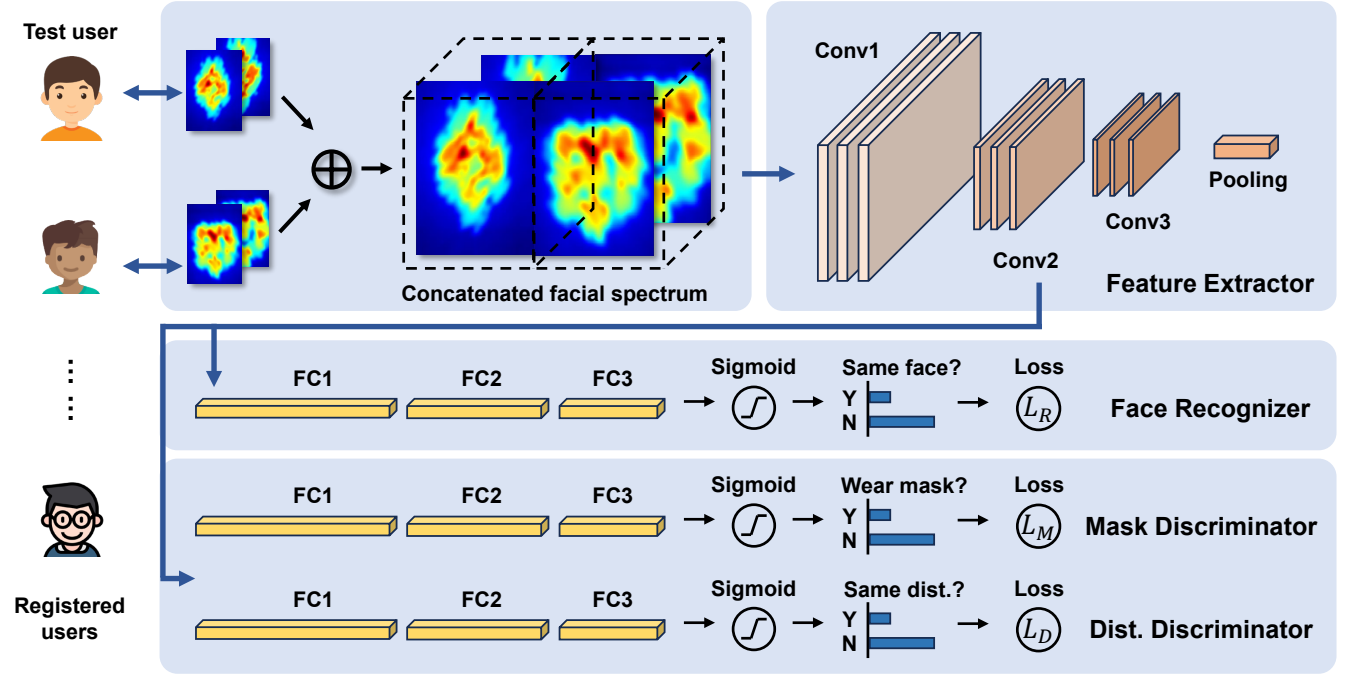 Test user
Concatenated facial spectrum
Conv1
Conv2
Conv3
Pooling
Feature Extractor
FC1
FC2
FC3
Sigmoid
Same face?
Y
N
Loss
L_R
Face Recognizer
FC1
FC2
FC3
Sigmoid
Wear mask?
Y
N
Loss
L_M
Mask Discriminator
FC1
FC2
FC3
Sigmoid
Same dist.?
Y
N
Loss
L_D
Dist. Discriminator
Registered
users